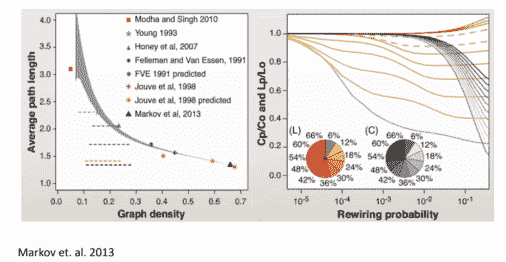 4.0
3.5
3.0
2.5
2.0
1.5
1.0
Average path length
0.0 0.1 0.2 0.3 0.4 0.5 0.6 0.7
Graph density
Modha and Singh 2010
Young 1993
Honey et al, 2007
Felleman and Van Essen, 1991
FVE 1991 predicted
Jouve et al, 1998
Jouve et al, 1998 predicted
Markov et al, 2013
Cp/Co and Lp/Lo
1.0
0.8
0.6
0.4
0.2
0.0
(L)
66% 6%
60% 12%
54% 18%
48% 24%
42% 36% 30%
(C)
66% 6%
60% 12%
54% 18%
48% 24%
42% 36% 30%
10-5 10-4 10-3 10-2 10-1
Rewiring probability
Markov et. al. 2013